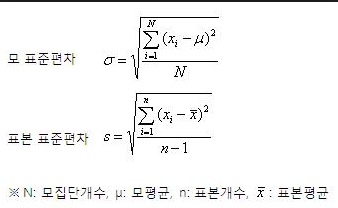 모 표준편차 σ = √( Σ_{i=1}^{N} (x_i − μ)² / N )
표본 표준편차 s = √( Σ_{i=1}^{n} (x_i − x̄)² / n − 1 )
※ N: 모집단개수, μ: 모평균, n: 표본개수, x̄ : 표본평균